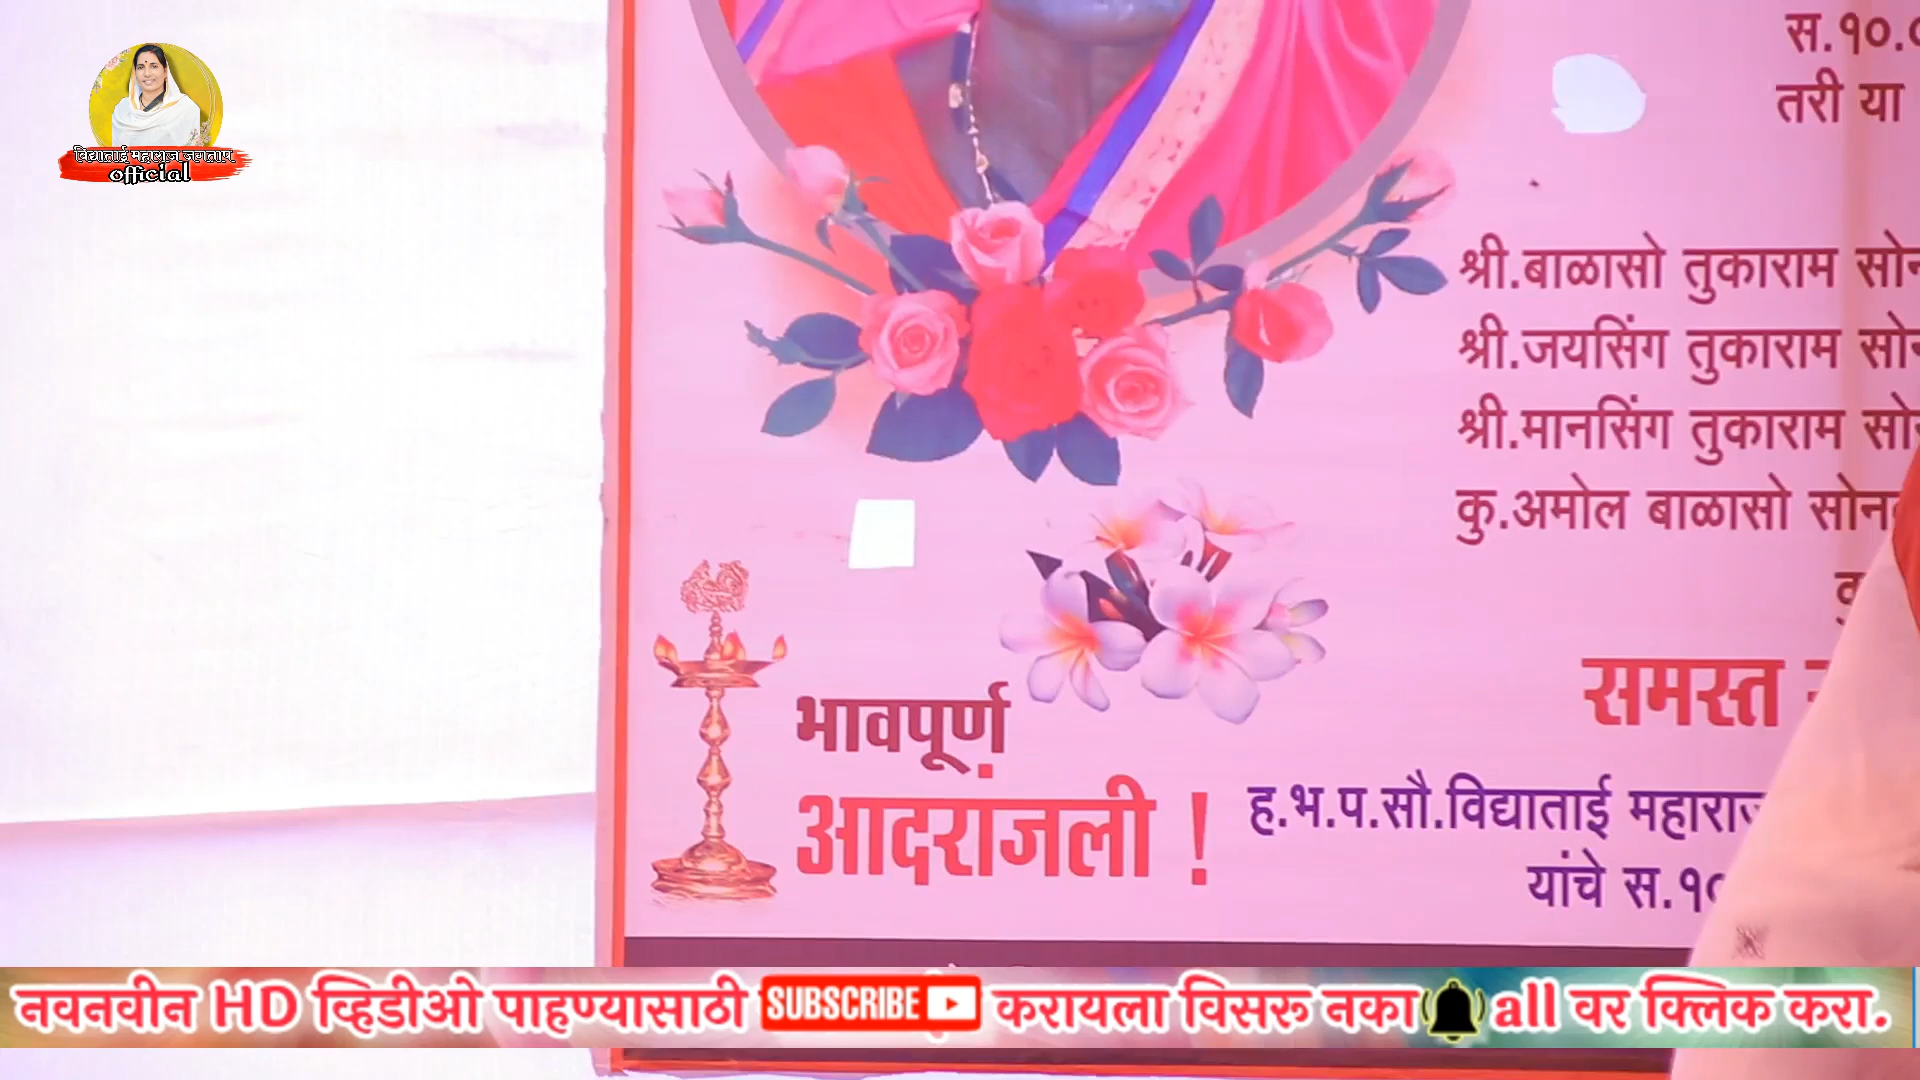 विद्याताई महाराज जगताप
official
स.१०.
तरी या
श्री.बाळासो तुकाराम
श्री.जयसिंग तुकाराम
श्री.मानसिंग तुकाराम
कु.अमोल बाळासो
समस्त
भावपूर्ण
आदरांजली !
ह.भ.प.सौ.विद्याताई महाराज
यांचे स.१०
नवनवीन HD व्हिडीओ पाहण्यासाठी SUBSCRIBE करायला विसरू नका all वर क्लिक करा.